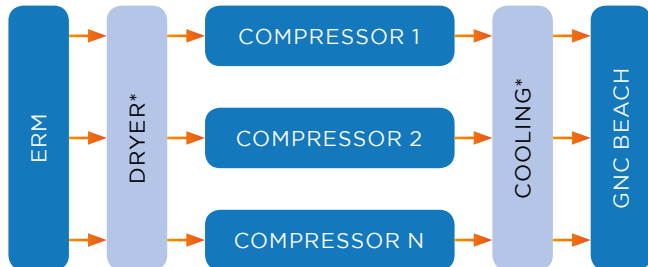 ERM
DRYER*
COMPRESSOR 1
COMPRESSOR 2
COMPRESSOR N
COOLING*
GNC BEACH